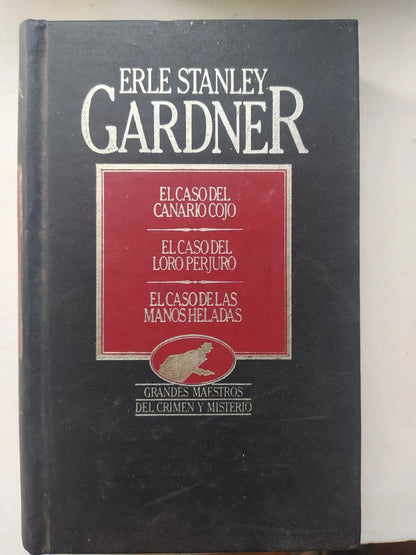 ERLE STANLEY
GARDNER
EL CASO DEL
CANARIO COJO
EL CASO DEL
LORO PERJURO
EL CASO DE LAS
MANOS HELADAS
GRANDES MAESTROS
DEL CRIMEN Y MISTERIO